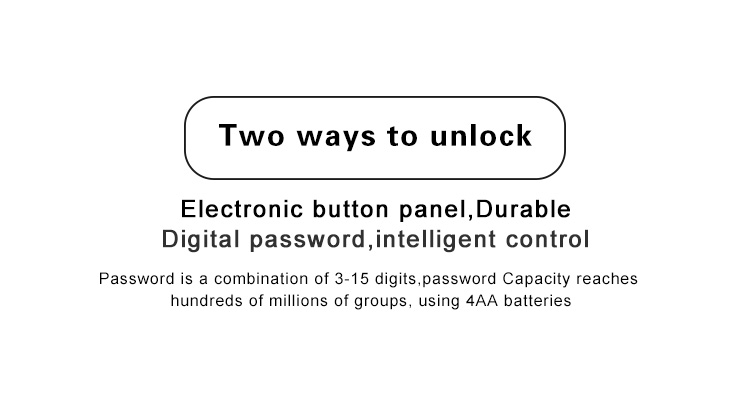 Two ways to unlock
Electronic button panel,Durable
Digital password,intelligent control
Password is a combination of 3-15 digits,password Capacity reaches
hundreds of millions of groups, using 4AA batteries